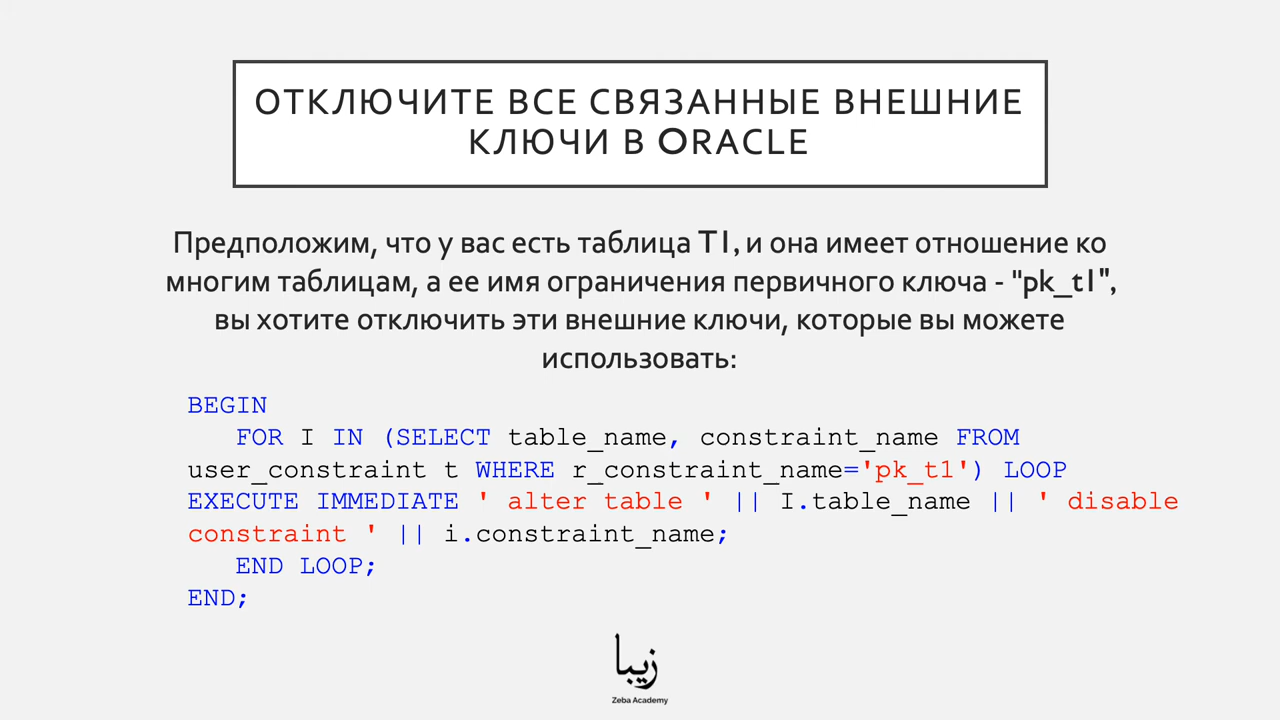 ОТКЛЮЧИТЕ ВСЕ СВЯЗАННЫЕ ВНЕШНИЕ
КЛЮЧИ В ORACLE
Предположим, что у вас есть таблица T1, и она имеет отношение ко
многим таблицам, а ее имя ограничения первичного ключа - "pk_t1",
вы хотите отключить эти внешние ключи, которые вы можете
использовать:
BEGIN
FOR I IN (SELECT table_name, constraint_name FROM
user_constraint t WHERE r_constraint_name='pk_t1') LOOP
EXECUTE IMMEDIATE ' alter table ' || I.table_name || ' disable
constraint ' || i.constraint_name;
END LOOP;
END;
زيبا
Zeba Academy